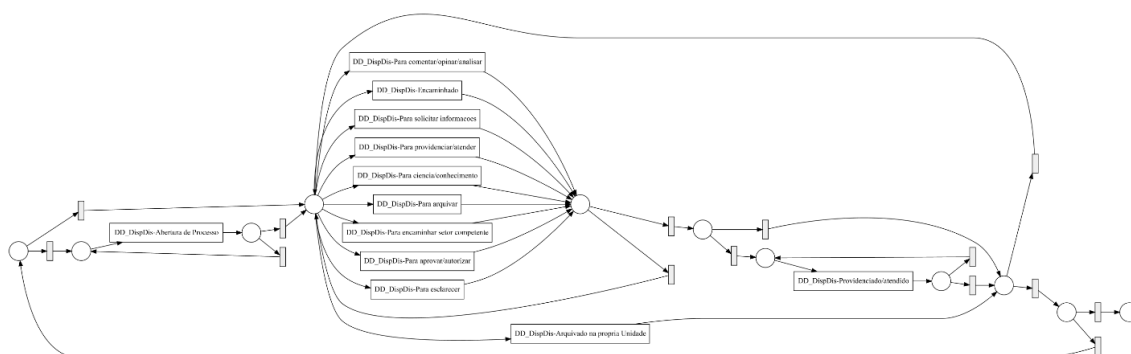 DD_DispDis-Para comentar/opinar/analisar
DD_DispDis-Encaminhado
DD_DispDis-Para solicitar informacoes
DD_DispDis-Para providenciar/atender
DD_DispDis-Para ciencia/conhecimento
DD_DispDis-Para arquivar
DD_DispDis-Abertura de Processo
DD_DispDis-Para encaminhar setor competente
DD_DispDis-Para aprovar/autorizar
DD_DispDis-Providenciado/atendido
DD_DispDis-Para esclarecer
DD_DispDis-Arquivado na propria Unidade